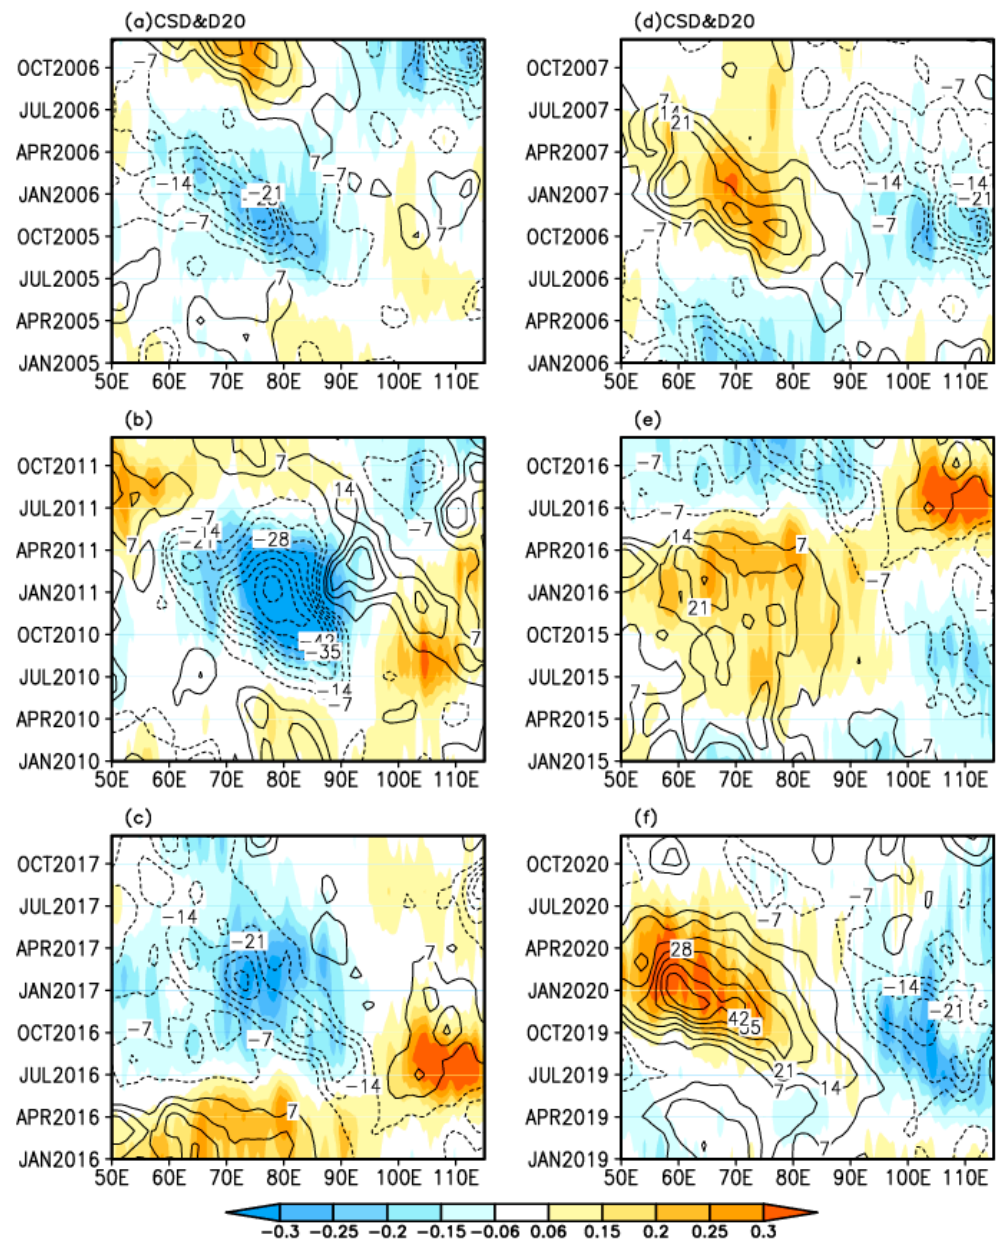 (a)CSD&D20
OCT2006
JUL2006
APR2006
JAN2006
OCT2005
JUL2005
APR2005
JAN2005
50E 60E 70E 80E 90E 100E 110E
-7
7
-7
-14
-21
-7
7
7
(d)CSD&D20
OCT2007
JUL2007
APR2007
JAN2007
OCT2006
JUL2006
APR2006
JAN2006
50E 60E 70E 80E 90E 100E 110E
-7
7
14
21
-14
-14
-21
-7
-7
7
7
(b)
OCT2011
JUL2011
APR2011
JAN2011
OCT2010
JUL2010
APR2010
JAN2010
50E 60E 70E 80E 90E 100E 110E
7
14
-7
-14
-21
-7
-28
7
-42
-35
7
-14
-7
(e)
OCT2016
JUL2016
APR2016
JAN2016
OCT2015
JUL2015
APR2015
JAN2015
50E 60E 70E 80E 90E 100E 110E
-7
-7
14
7
-7
21
7
7
(c)
OCT2017
JUL2017
APR2017
JAN2017
OCT2016
JUL2016
APR2016
JAN2016
50E 60E 70E 80E 90E 100E 110E
-14
-21
7
-7
-7
-14
7
(f)
OCT2020
JUL2020
APR2020
JAN2020
OCT2019
JUL2019
APR2019
JAN2019
50E 60E 70E 80E 90E 100E 110E
-7
-7
28
-14
-21
42
21
7
14
7
-0.3 -0.25 -0.2 -0.15 -0.06 0.06 0.15 0.2 0.25 0.3